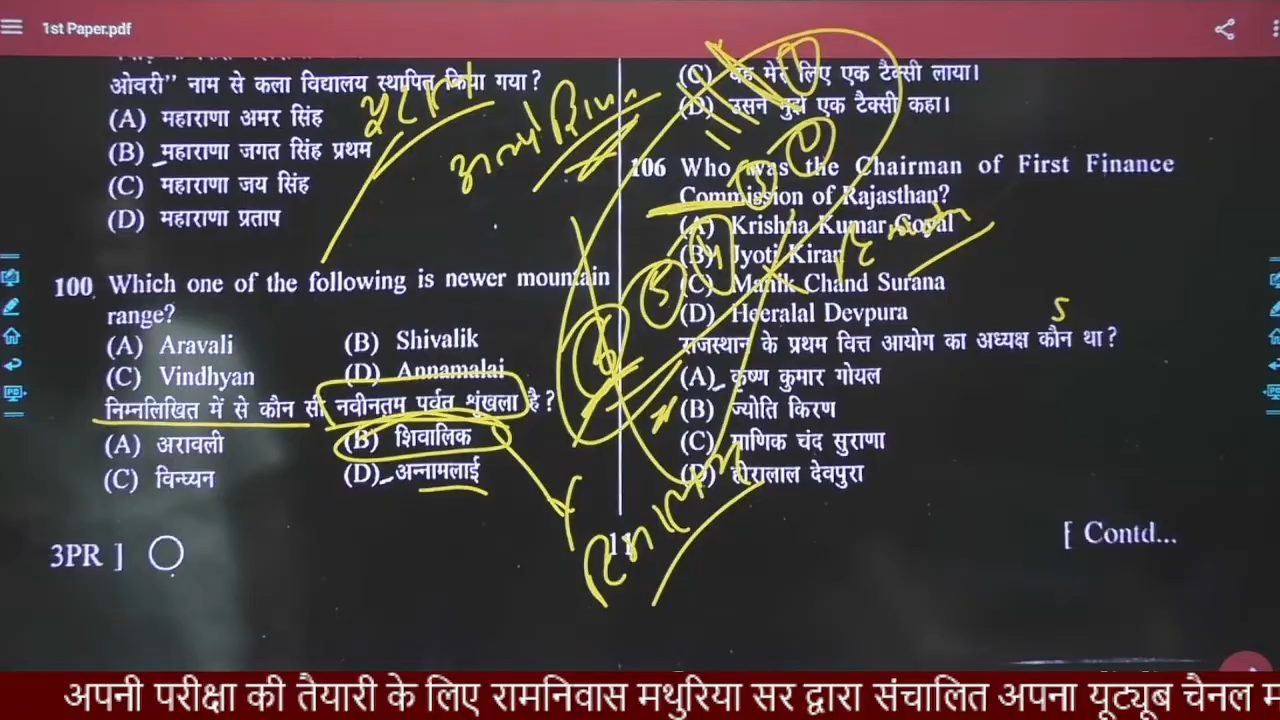 1st Paper.pdf
ओवरी" नाम से कला विद्यालय स्थापित किया गया?
(A) महाराणा अमर सिंह
(B) महाराणा जगत सिंह प्रथम
(C) महाराणा जय सिंह
(D) महाराणा प्रताप
100 Which one of the following is newer mountain
range?
(A) Aravali (B) Shivalik
(C) Vindhyan (D) Annamalai
निम्नलिखित में से कौन सी नवीनतम पर्वत शृंखला है?
(A) अरावली (B) शिवालिक
(C) विन्ध्यन (D) अन्नामलाई
3PR ]
(C) वह मेरे लिए एक टैक्सी लाया।
(D) उसने मुझे एक टैक्सी कहा।
106 Who was the Chairman of First Finance
Commission of Rajasthan?
(A) Krishna Kumar Goyal
(B) Jyoti Kiran
(C) Manik Chand Surana
(D) Heeralal Devpura
राजस्थान के प्रथम वित्त आयोग का अध्यक्ष कौन था?
(A) कृष्ण कुमार गोयल
(B) ज्योति किरण
(C) माणिक चंद सुराणा
(D) हीरालाल देवपुरा
11
[ Contd...
अपनी परीक्षा की तैयारी के लिए रामनिवास मथुरिया सर द्वारा संचालित अपना यूट्यूब चैनल म